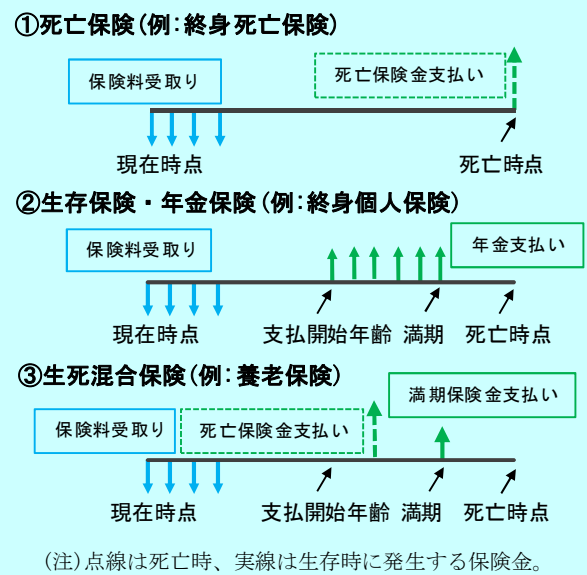 ①死亡保険(例:終身死亡保険)
保険料受取り
死亡保険金支払い
現在時点
死亡時点
②生存保険・年金保険(例:終身個人保険)
保険料受取り
年金支払い
現在時点
支払開始年齢
満期
死亡時点
③生死混合保険(例:養老保険)
保険料受取り
死亡保険金支払い
満期保険金支払い
現在時点
支払開始年齢
満期
死亡時点
(注)点線は死亡時、実線は生存時に発生する保険金。